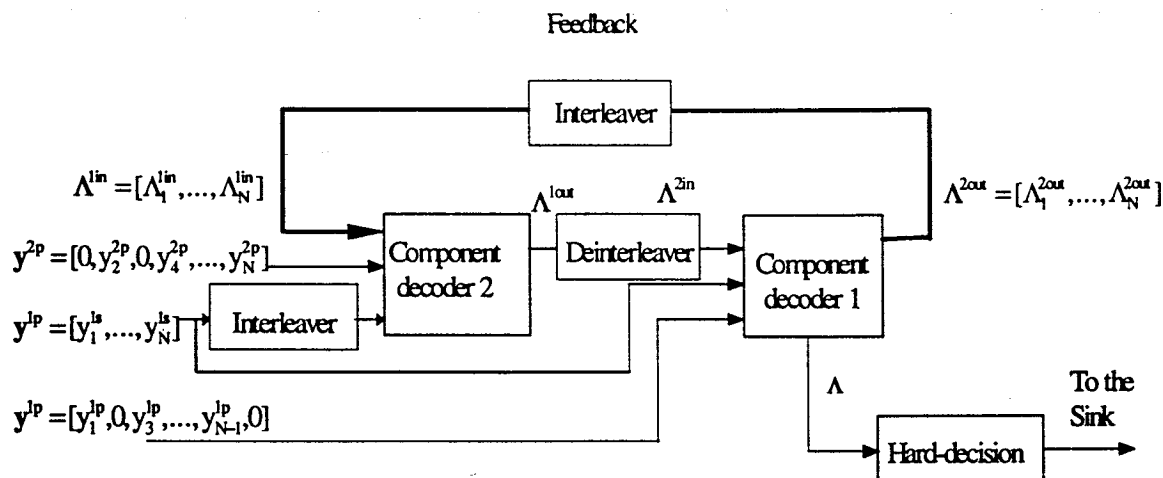 Feedback
Interleaver
Λ^{1in} = [Λ_1^{1in},...,Λ_N^{1in}]
Λ^{1out}
Λ^{2in}
Λ^{2out} = [Λ_1^{2out},...,Λ_N^{2out}]
y^{2p} = [0,y_2^{2p},0,y_4^{2p},...,y_N^{2p}]
Component
decoder 2
Deinterleaver
Component
decoder 1
y^{1p} = [y_1^{1s},...,y_N^{1s}]
Interleaver
y^{1p} = [y_1^{1p},0,y_3^{1p},...,y_{N-1}^{1p},0]
Λ
To the
Sink
Hard-decision